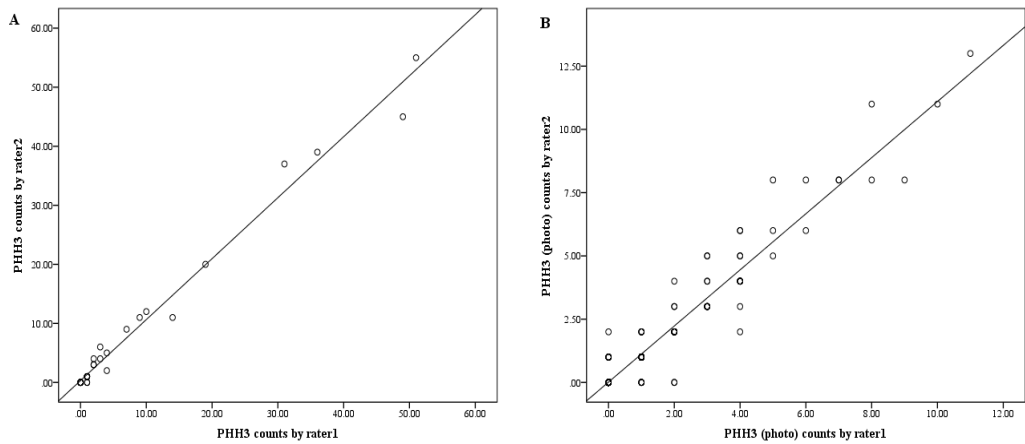 A
60.00
50.00
40.00
30.00
20.00
10.00
.00
PHH3 counts by rater2
.00 10.00 20.00 30.00 40.00 50.00 60.00
PHH3 counts by rater1
B
12.50
10.00
7.50
5.00
2.50
.00
PHH3 (photo) counts by rater2
.00 2.00 4.00 6.00 8.00 10.00 12.00
PHH3 (photo) counts by rater1